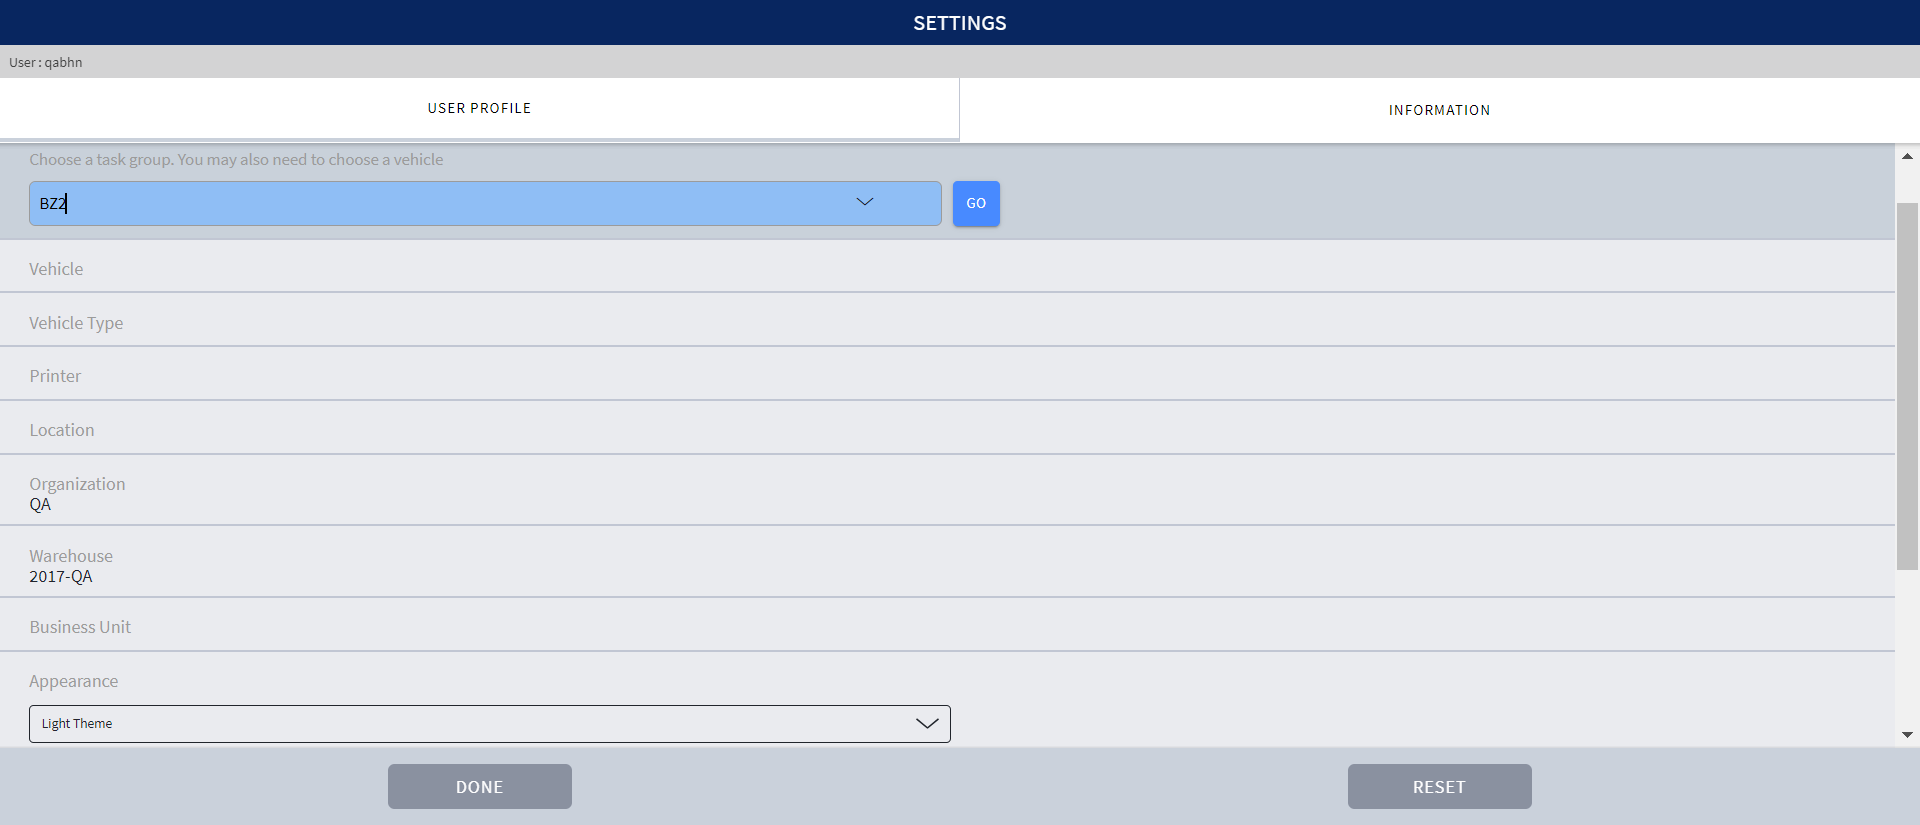 SETTINGS
User : qabhn
USER PROFILE
INFORMATION
Choose a task group. You may also need to choose a vehicle
BZ2
GO
Vehicle
Vehicle Type
Printer
Location
Organization
QA
Warehouse
2017-QA
Business Unit
Appearance
Light Theme
DONE
RESET